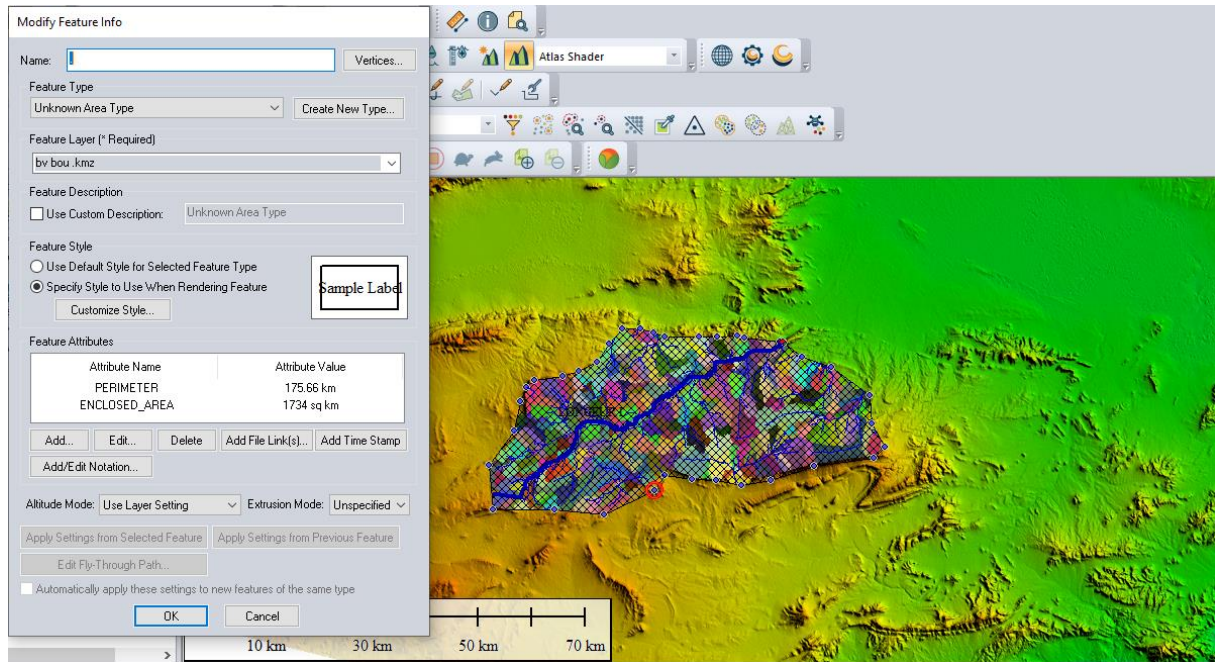 Modify Feature Info
Name:
Vertices...
Feature Type
Unknown Area Type
Create New Type...
Feature Layer (* Required)
bv bou .kmz
Feature Description
Use Custom Description:
Unknown Area Type
Feature Style
Use Default Style for Selected Feature Type
Specify Style to Use When Rendering Feature
Sample Label
Customize Style...
Feature Attributes
Attribute Name Attribute Value
PERIMETER 175.66 km
ENCLOSED_AREA 1734 sq km
Add... Edit... Delete Add File Link(s)... Add Time Stamp
Add/Edit Notation...
Altitude Mode: Use Layer Setting Extrusion Mode: Unspecified
Apply Settings from Selected Feature Apply Settings from Previous Feature
Edit Fly-Through Path...
Automatically apply these settings to new features of the same type
OK Cancel
Atlas Shader
10 km 30 km 50 km 70 km